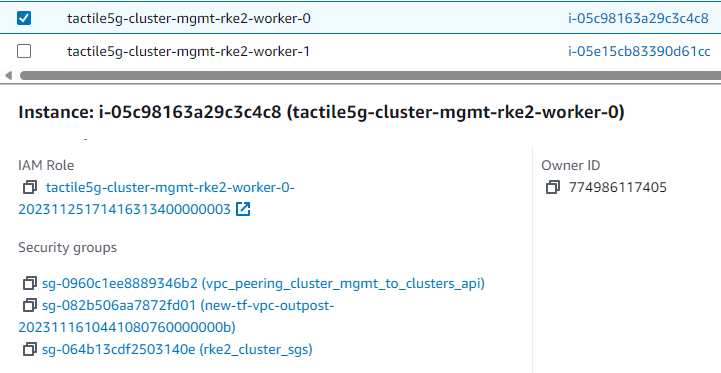 tactile5g-cluster-mgmt-rke2-worker-0 i-05c98163a29c3c4c8
tactile5g-cluster-mgmt-rke2-worker-1 i-05e15cb83390d61cc
Instance: i-05c98163a29c3c4c8 (tactile5g-cluster-mgmt-rke2-worker-0)
IAM Role
tactile5g-cluster-mgmt-rke2-worker-0-
20231125171416313400000003
Owner ID
774986117405
Security groups
sg-0960c1ee8889346b2 (vpc_peering_cluster_mgmt_to_clusters_api)
sg-082b506aa7872fd01 (new-tf-vpc-outpost-
20231116104410807600000000b)
sg-064b13cdf2503140e (rke2_cluster_sgs)